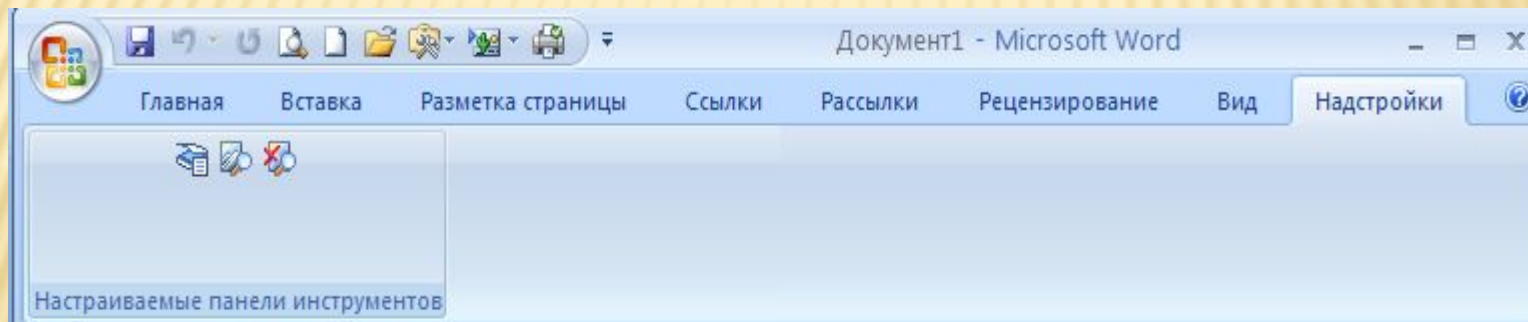 Документ1 - Microsoft Word
Главная Вставка Разметка страницы Ссылки Рассылки Рецензирование Вид Надстройки
Настраиваемые панели инструментов